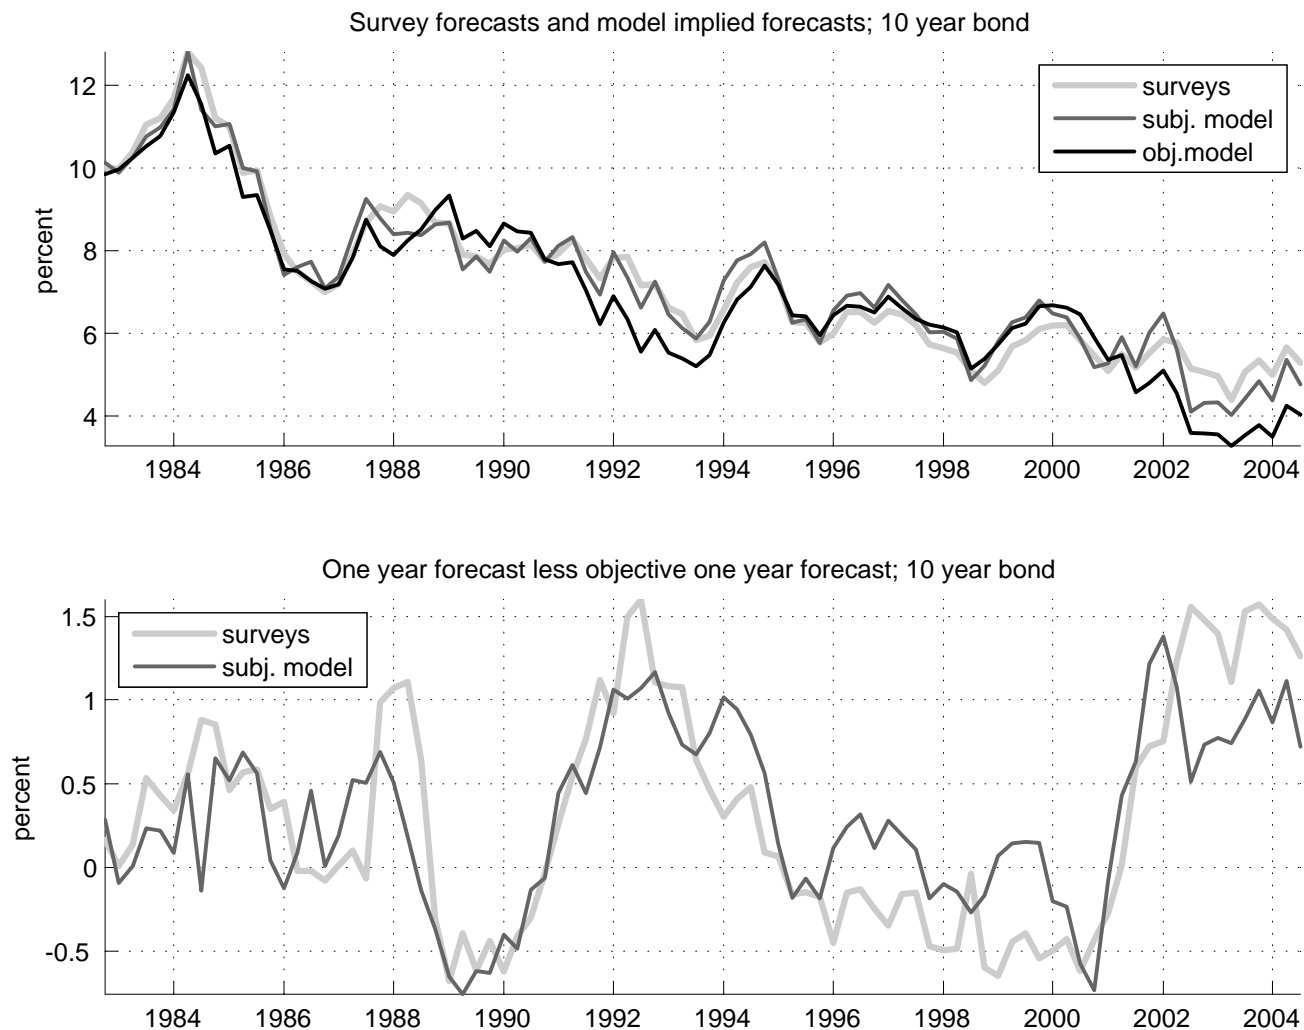 Survey forecasts and model implied forecasts; 10 year bond
12
10
8
6
4
percent
surveys
subj. model
obj.model
1984 1986 1988 1990 1992 1994 1996 1998 2000 2002 2004
One year forecast less objective one year forecast; 10 year bond
1.5
1
0.5
0
-0.5
percent
surveys
subj. model
1984 1986 1988 1990 1992 1994 1996 1998 2000 2002 2004